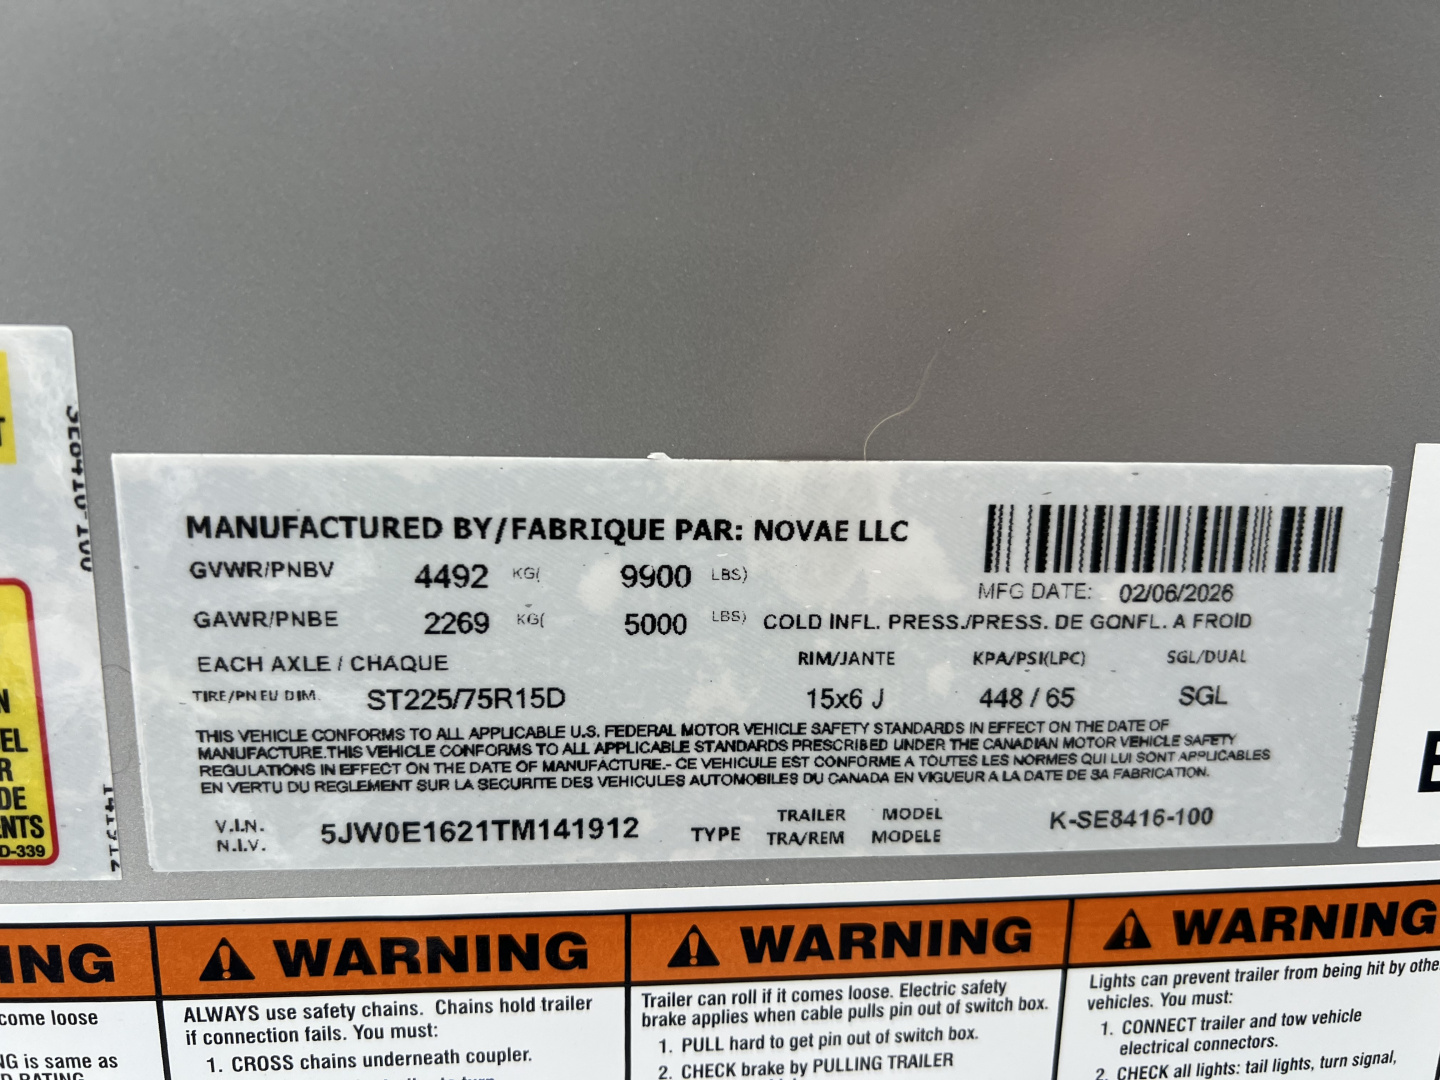 MANUFACTURED BY/FABRIQUE PAR: NOVAE LLC
GVWR/PNBV 4492 KG( 9900 LBS)
MFG DATE: 02/06/2026
GAWR/PNBE 2269 KG( 5000 LBS) COLD INFL. PRESS./PRESS. DE GONFL. A FROID
EACH AXLE / CHAQUE RIM/JANTE KPA/PSI(LPC) SGL/DUAL
TIRE/PNEU DIM. ST225/75R15D 15x6 J 448 / 65 SGL
THIS VEHICLE CONFORMS TO ALL APPLICABLE U.S. FEDERAL MOTOR VEHICLE SAFETY STANDARDS IN EFFECT ON THE DATE OF
MANUFACTURE.THIS VEHICLE CONFORMS TO ALL APPLICABLE STANDARDS PRESCRIBED UNDER THE CANADIAN MOTOR VEHICLE SAFETY
REGULATIONS IN EFFECT ON THE DATE OF MANUFACTURE.- CE VEHICULE EST CONFORME A TOUTES LES NORMES QUI LUI SONT APPLICABLES
EN VERTU DU REGLEMENT SUR LA SECURITE DES VEHICULES AUTOMOBILES DU CANADA EN VIGUEUR A LA DATE DE SA FABRICATION.
V.I.N. 5JW0E1621TM141912 TYPE TRAILER MODEL K-SE8416-100
N.I.V. TRA/REM MODELE
DE
NTS
D-339
ING
come loose
NG is same as
RATING
WARNING
ALWAYS use safety chains. Chains hold trailer
if connection fails. You must:
1. CROSS chains underneath coupler.
WARNING
Trailer can roll if it comes loose. Electric safety
brake applies when cable pulls pin out of switch box.
1. PULL hard to get pin out of switch box.
2. CHECK brake by PULLING TRAILER
WARNING
Lights can prevent trailer from being hit by othe
vehicles. You must:
1. CONNECT trailer and tow vehicle
electrical connectors.
2. CHECK all lights: tail lights, turn signal,